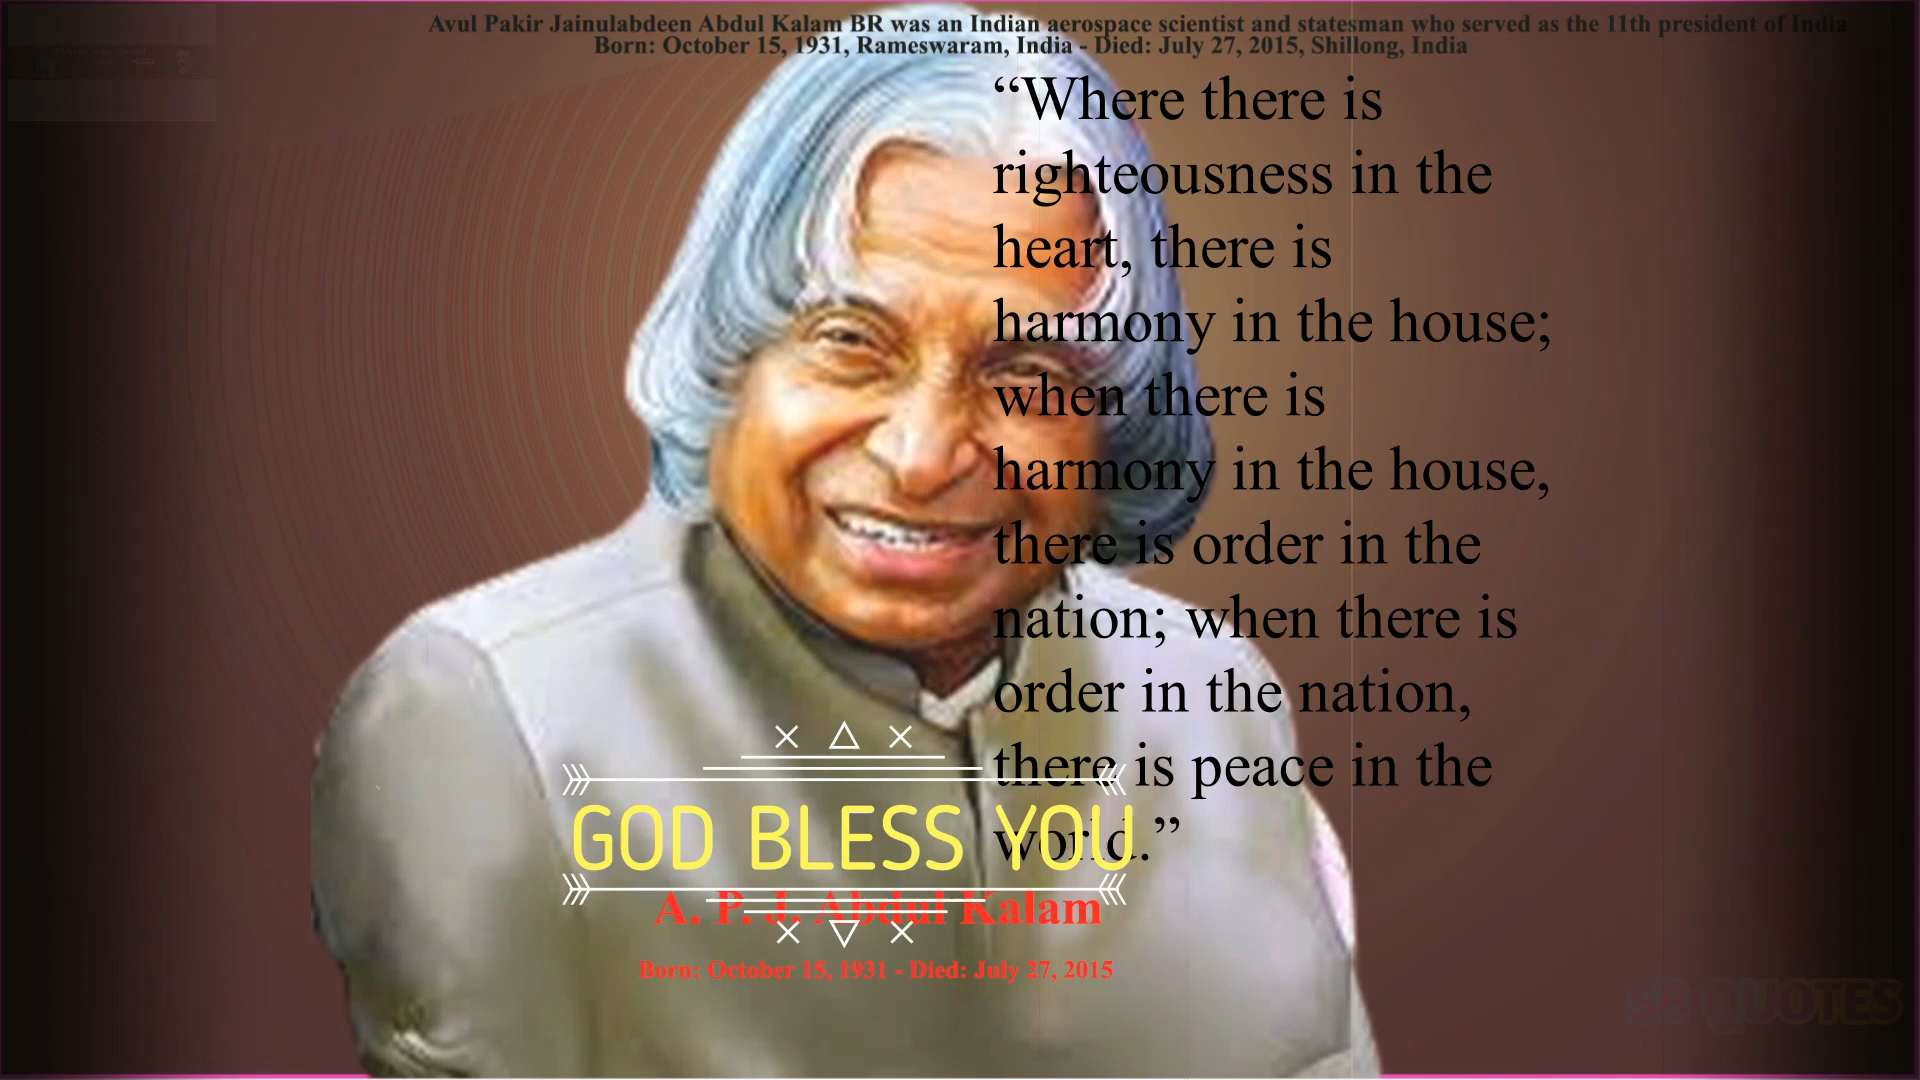 Avul Pakir Jainulabdeen Abdul Kalam BR was an Indian aerospace scientist and statesman who served as the 11th president of India
Born: October 15, 1931, Rameswaram, India - Died: July 27, 2015, Shillong, India
“Where there is
righteousness in the
heart, there is
harmony in the house;
when there is
harmony in the house,
there is order in the
nation; when there is
order in the nation,
there is peace in the
world.”
GOD BLESS YOU
A. P. J. Abdul Kalam
Born: October 15, 1931 - Died: July 27, 2015
SB QUOTES